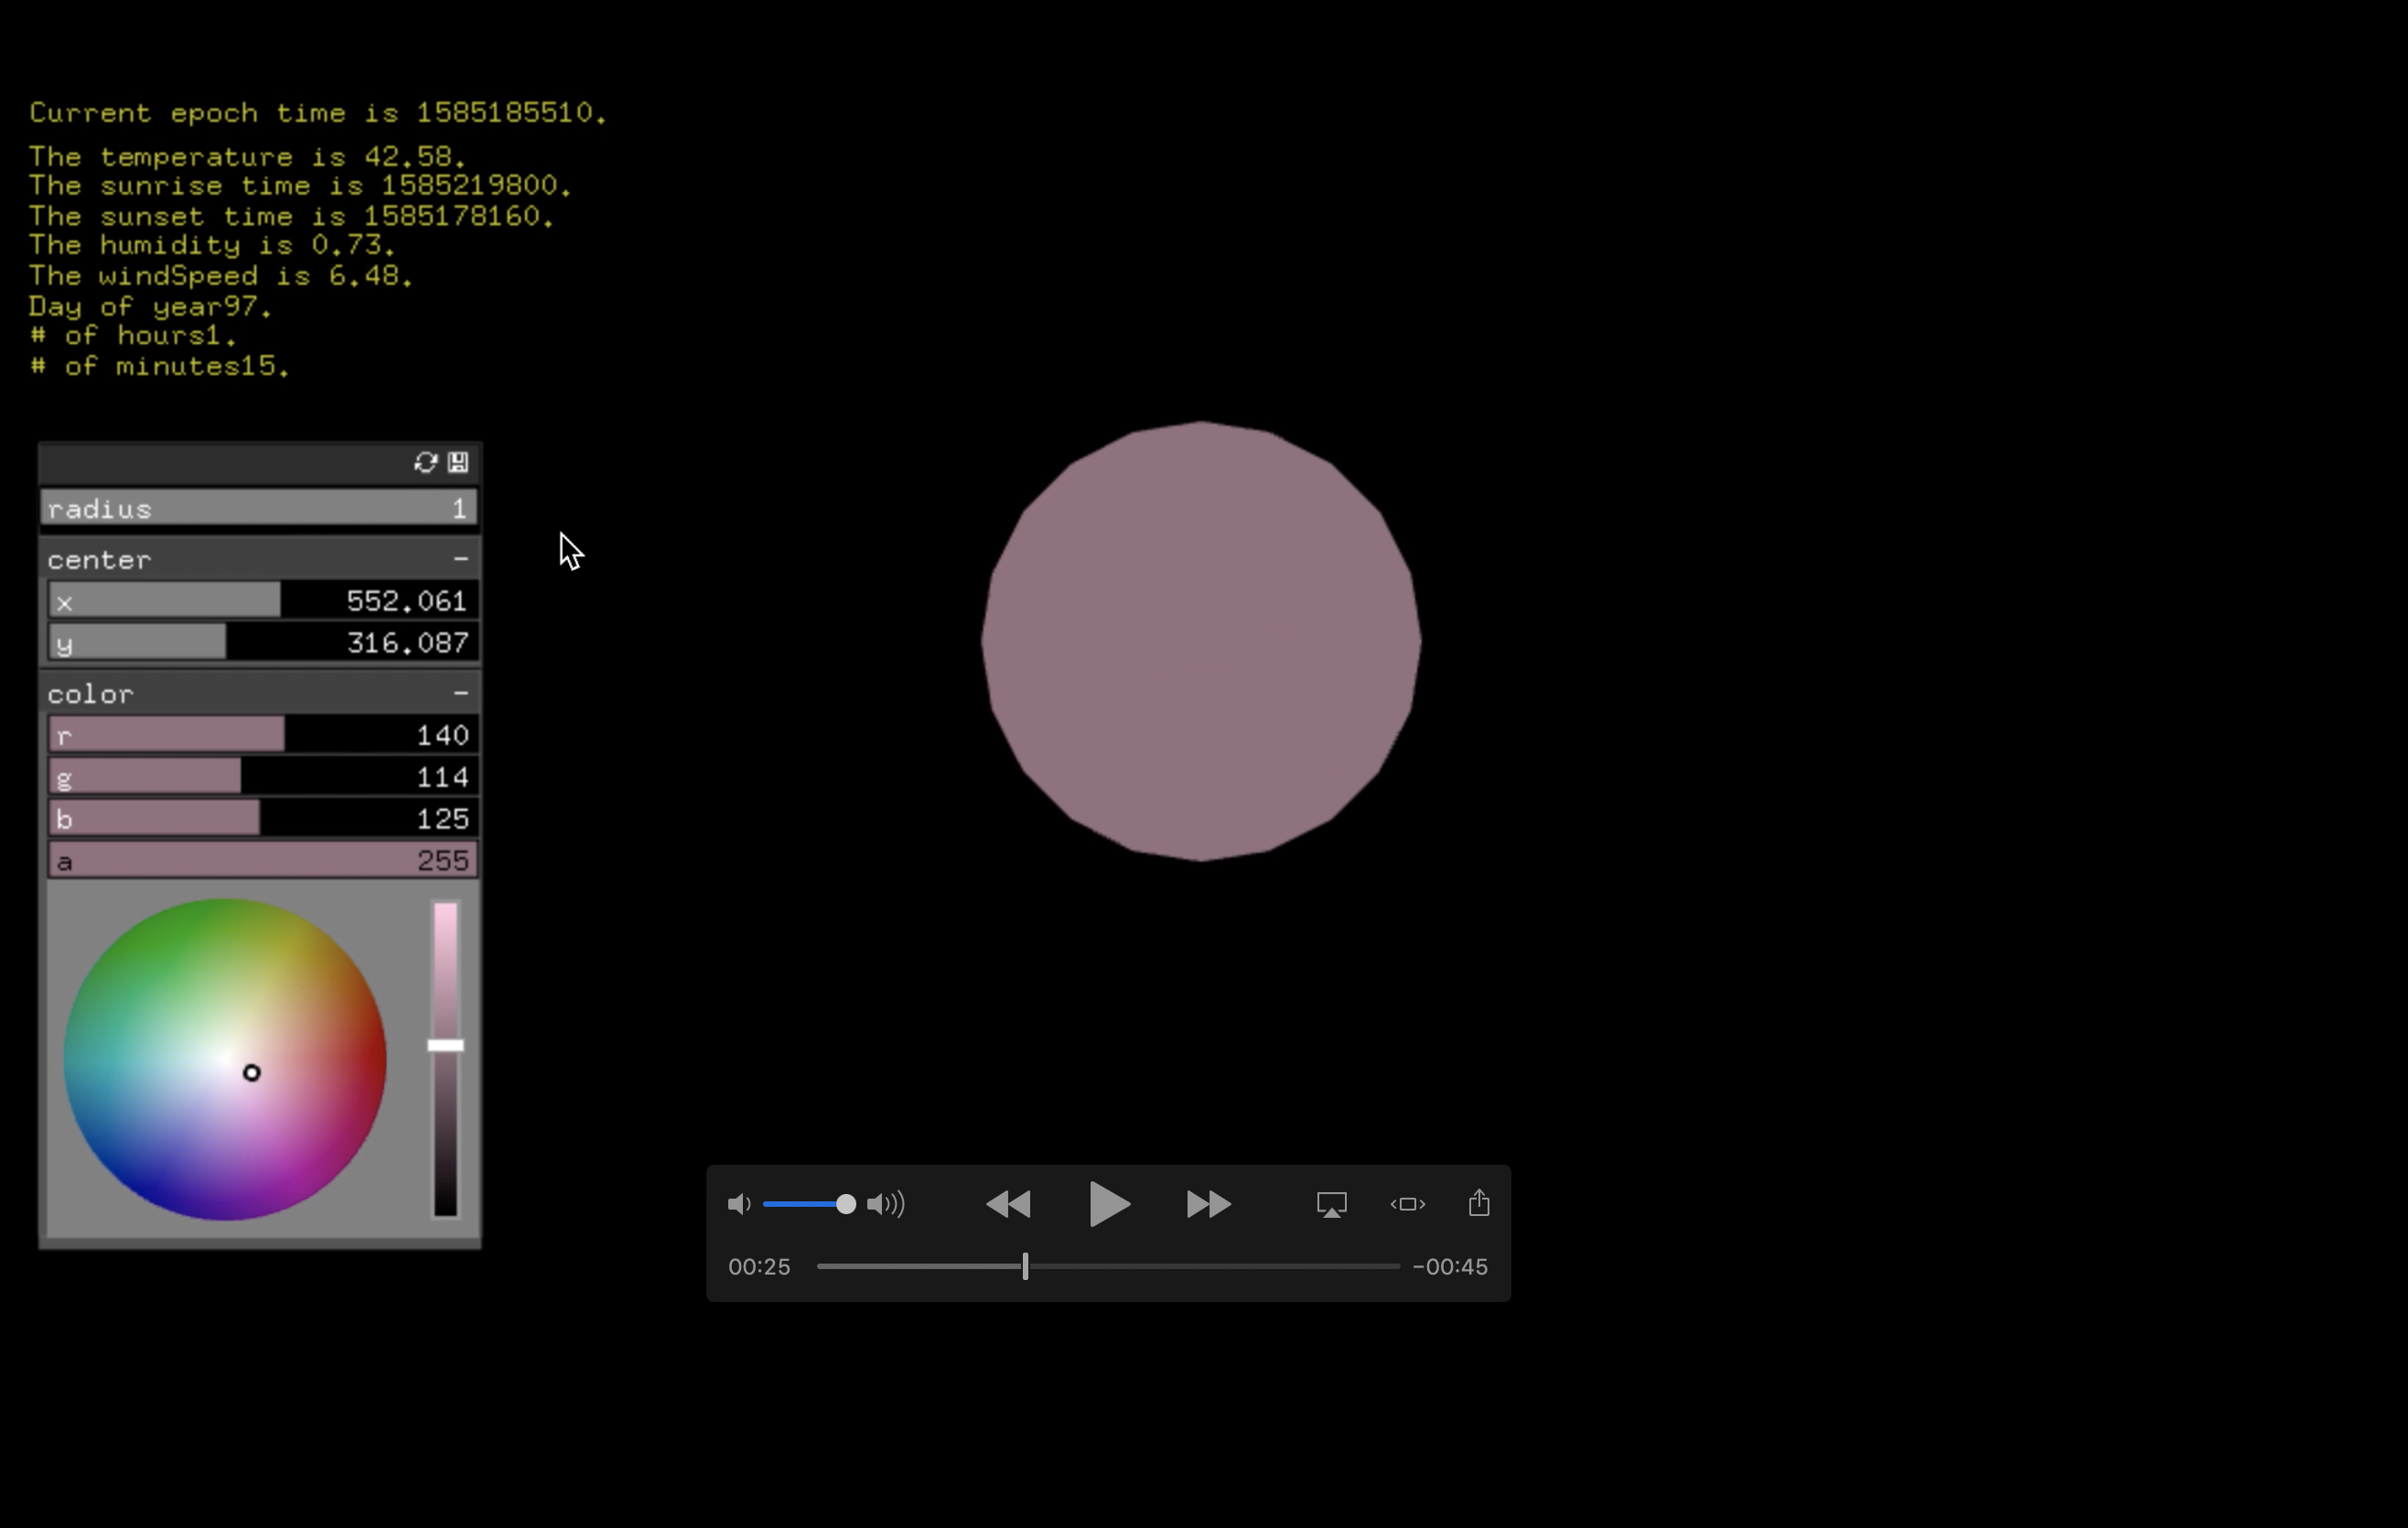 Current epoch time is 1585185510.
The temperature is 42.58.
The sunrise time is 1585219800.
The sunset time is 1585178160.
The humidity is 0.73.
The windSpeed is 6.48.
Day of year97.
# of hours1.
# of minutes15.
radius 1
center −
x 552.061
y 316.087
color −
r 140
g 114
b 125
a 255
00:25 −00:45